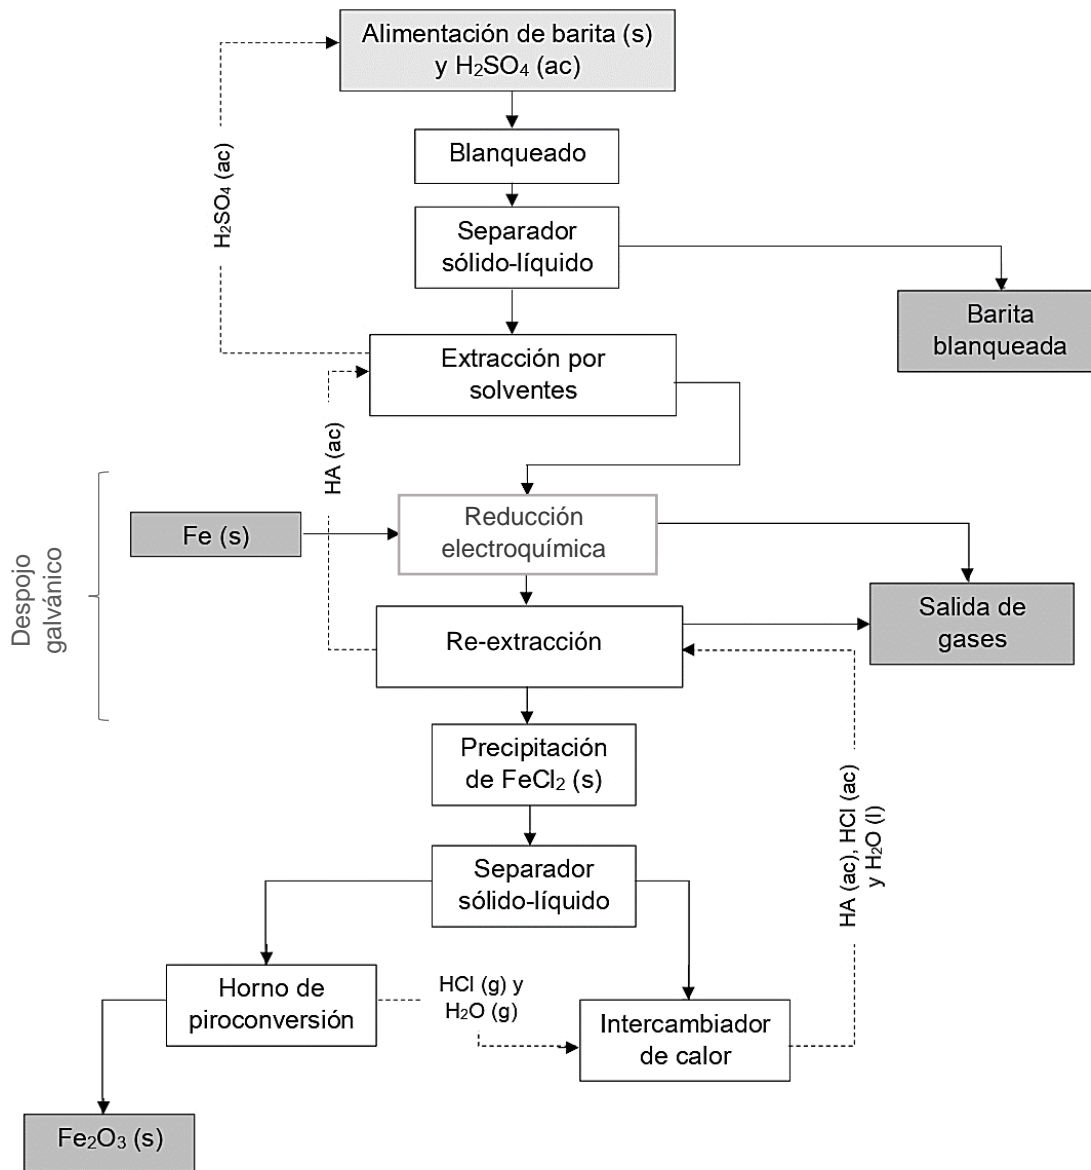 Alimentación de barita (s)
y H₂SO₄ (ac)
Blanqueado
H₂SO₄ (ac)
Separador
sólido-líquido
Barita
blanqueada
Extracción por
solventes
HA (ac)
Despojo
galvánico
Fe (s)
Reducción
electroquímica
Salida de
gases
Re-extracción
Precipitación
de FeCl₂ (s)
HA (ac), HCl (ac)
y H₂O (l)
Separador
sólido-líquido
Horno de
piroconversión
HCl (g) y
H₂O (g)
Intercambiador
de calor
Fe₂O₃ (s)